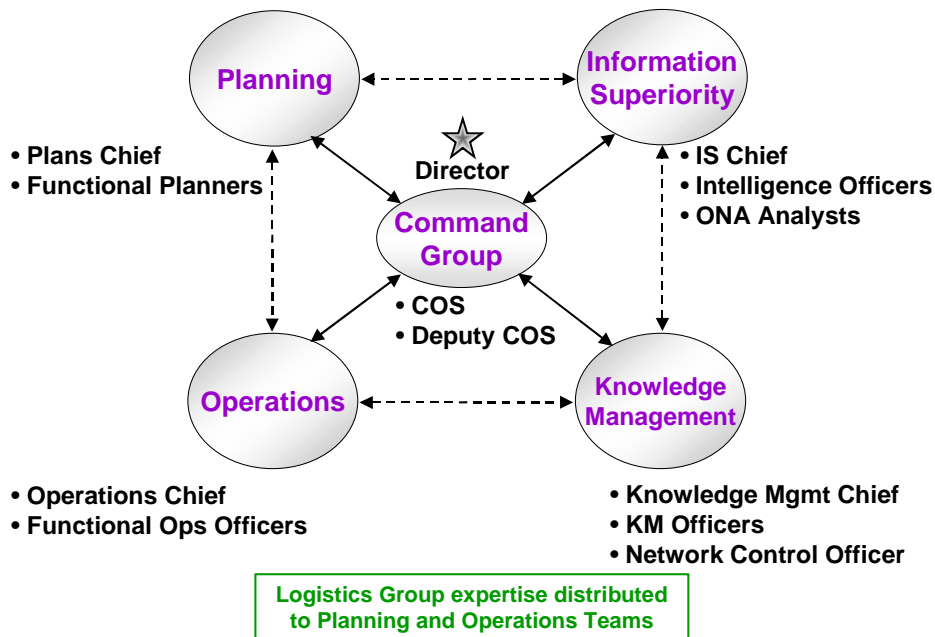 Planning
Information
Superiority
• Plans Chief
• Functional Planners
Director
• IS Chief
• Intelligence Officers
• ONA Analysts
Command
Group
• COS
• Deputy COS
Operations
Knowledge
Management
• Operations Chief
• Functional Ops Officers
• Knowledge Mgmt Chief
• KM Officers
• Network Control Officer
Logistics Group expertise distributed
to Planning and Operations Teams